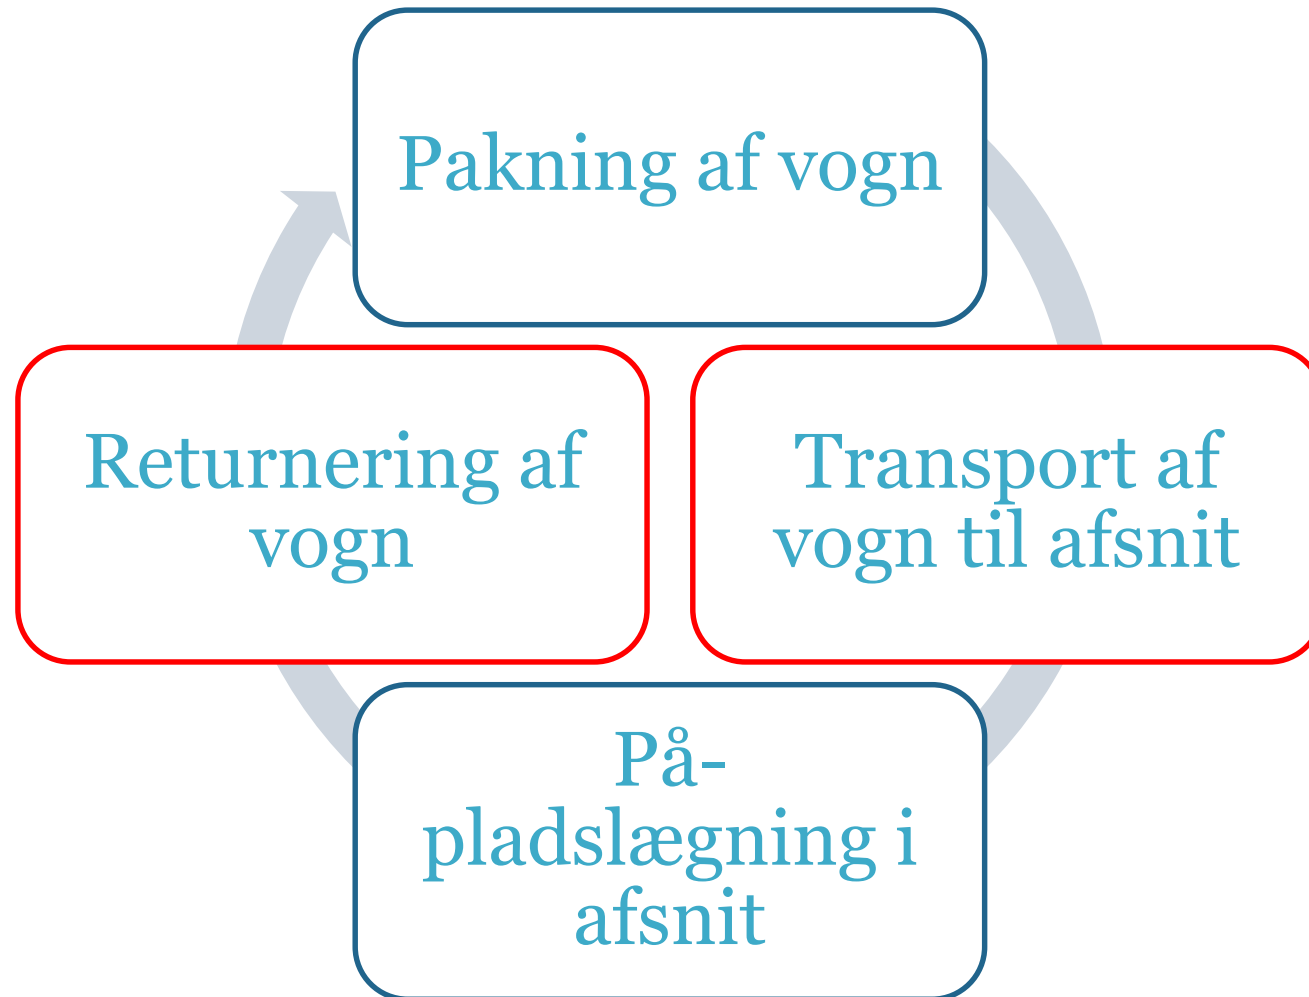 Pakning af vogn
Transport af
vogn til afsnit
På-
pladslægning i
afsnit
Returnering af
vogn